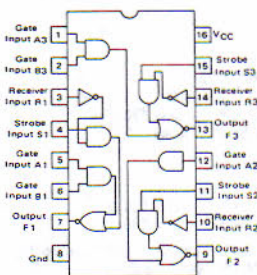 Gate
Input A3
1
Gate
Input B3
2
Receiver
Input R1
3
Strobe
Input S1
4
Gate
Input A1
5
Gate
Input B1
6
Output
F1
7
Gnd
8
16
VCC
15
Strobe
Input S3
14
Receiver
Input R3
13
Output
F3
12
Gate
Input A2
11
Strobe
Input S2
10
Receiver
Input R2
9
Output
F2